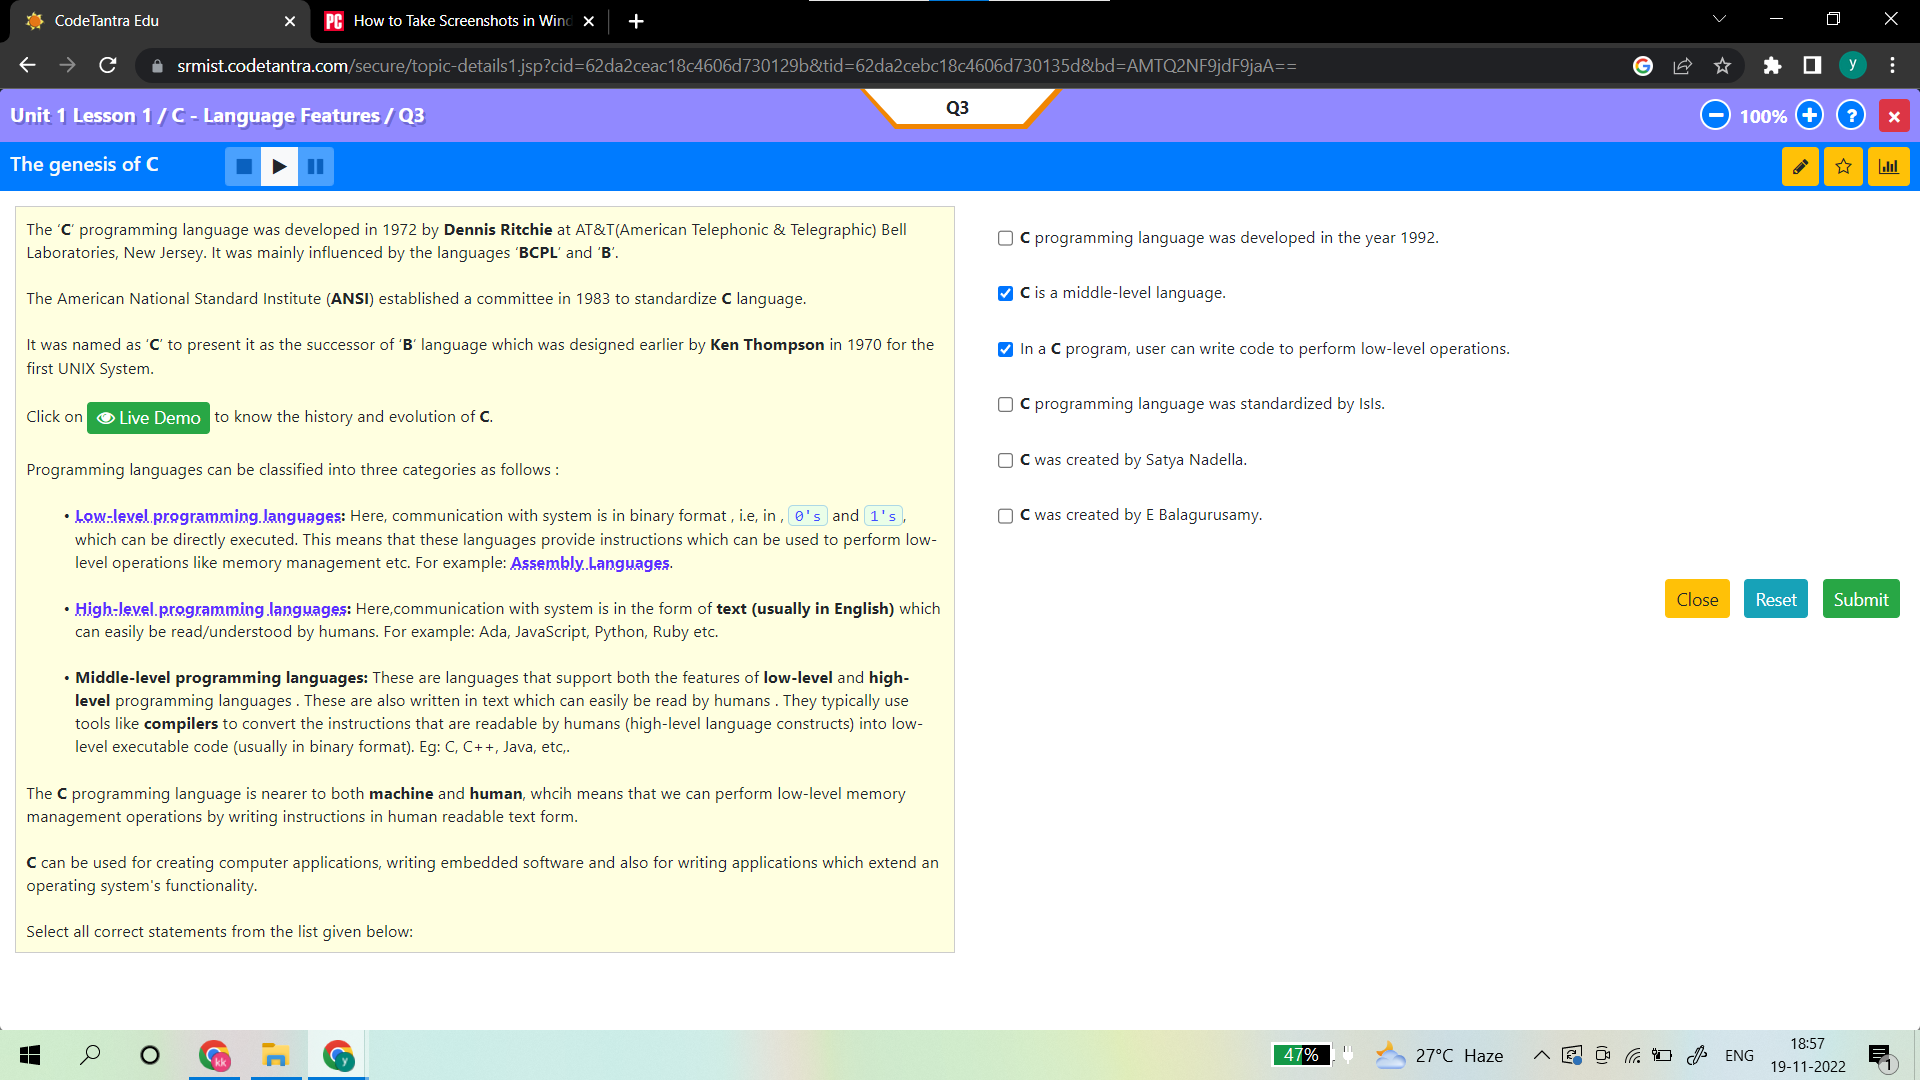 CodeTantra Edu
PC How to Take Screenshots in Wind
srmist.codetantra.com/secure/topic-details1.jsp?cid=62da2ceac18c4606d730129b&tid=62da2cebc18c4606d730135d&bd=AMTQ2NF9jdF9jaA==
y
Unit 1 Lesson 1 / C - Language Features / Q3
Q3
100%
?
The genesis of C
The 'C' programming language was developed in 1972 by Dennis Ritchie at AT&T(American Telephonic & Telegraphic) Bell
Laboratories, New Jersey. It was mainly influenced by the languages 'BCPL' and 'B'.
The American National Standard Institute (ANSI) established a committee in 1983 to standardize C language.
It was named as 'C' to present it as the successor of 'B' language which was designed earlier by Ken Thompson in 1970 for the
first UNIX System.
Click on Live Demo to know the history and evolution of C.
Programming languages can be classified into three categories as follows :
• Low-level programming languages: Here, communication with system is in binary format , i.e, in , 0's and 1's,
which can be directly executed. This means that these languages provide instructions which can be used to perform low-
level operations like memory management etc. For example: Assembly Languages.
• High-level programming languages: Here,communication with system is in the form of text (usually in English) which
can easily be read/understood by humans. For example: Ada, JavaScript, Python, Ruby etc.
• Middle-level programming languages: These are languages that support both the features of low-level and high-
level programming languages . These are also written in text which can easily be read by humans . They typically use
tools like compilers to convert the instructions that are readable by humans (high-level language constructs) into low-
level executable code (usually in binary format). Eg: C, C++, Java, etc,.
The C programming language is nearer to both machine and human, whcih means that we can perform low-level memory
management operations by writing instructions in human readable text form.
C can be used for creating computer applications, writing embedded software and also for writing applications which extend an
operating system's functionality.
Select all correct statements from the list given below:
C programming language was developed in the year 1992.
C is a middle-level language.
In a C program, user can write code to perform low-level operations.
C programming language was standardized by IsIs.
C was created by Satya Nadella.
C was created by E Balagurusamy.
Close Reset Submit
kk
y
47%
27°C Haze
ENG
18:57
19-11-2022
1